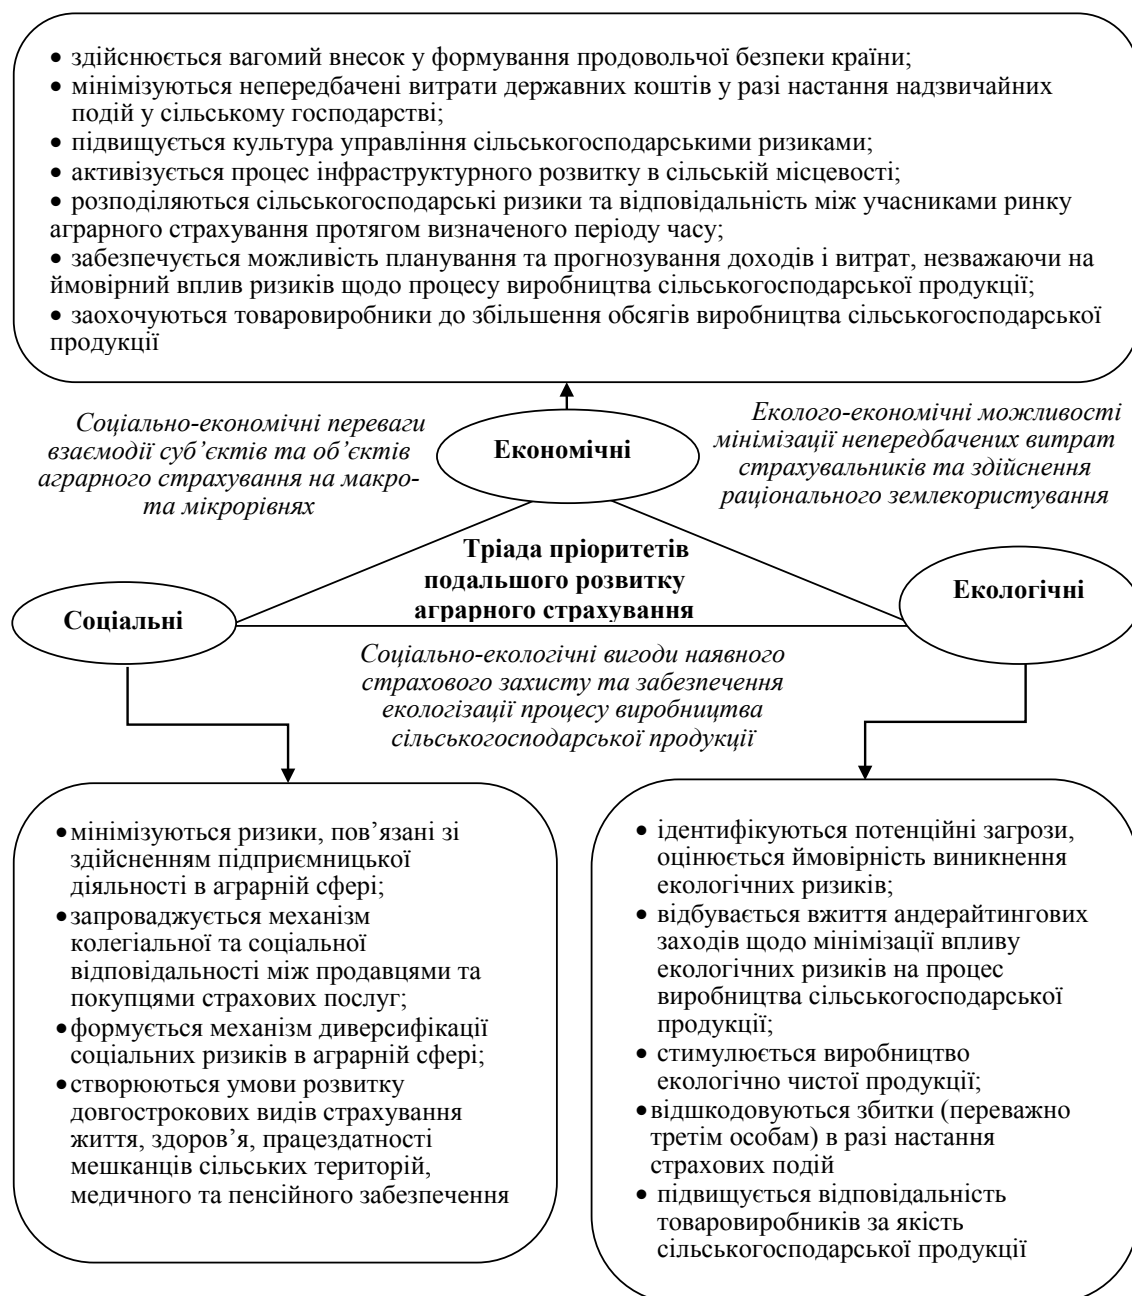 • здійснюється вагомий внесок у формування продовольчої безпеки країни;
• мінімізуються непередбачені витрати державних коштів у разі настання надзвичайних
подій у сільському господарстві;
• підвищується культура управління сільськогосподарськими ризиками;
• активізується процес інфраструктурного розвитку в сільській місцевості;
• розподіляються сільськогосподарські ризики та відповідальність між учасниками ринку
аграрного страхування протягом визначеного періоду часу;
• забезпечується можливість планування та прогнозування доходів і витрат, незважаючи на
ймовірний вплив ризиків щодо процесу виробництва сільськогосподарської продукції;
• заохочуються товаровиробники до збільшення обсягів виробництва сільськогосподарської
продукції
Соціально-економічні переваги
взаємодії суб’єктів та об’єктів
аграрного страхування на макро-
та мікрорівнях
Економічні
Еколого-економічні можливості
мінімізації непередбачених витрат
страхувальників та здійснення
раціонального землекористування
Тріада пріоритетів
подальшого розвитку
аграрного страхування
Соціальні
Екологічні
Соціально-екологічні вигоди наявного
страхового захисту та забезпечення
екологізації процесу виробництва
сільськогосподарської продукції
• мінімізуються ризики, пов’язані зі
здійсненням підприємницької
діяльності в аграрній сфері;
• запроваджується механізм
колегіальної та соціальної
відповідальності між продавцями та
покупцями страхових послуг;
• формується механізм диверсифікації
соціальних ризиків в аграрній сфері;
• створюються умови розвитку
довгострокових видів страхування
життя, здоров’я, працездатності
мешканців сільських територій,
медичного та пенсійного забезпечення
• ідентифікуються потенційні загрози,
оцінюється ймовірність виникнення
екологічних ризиків;
• відбувається вжиття андерайтингових
заходів щодо мінімізації впливу
екологічних ризиків на процес
виробництва сільськогосподарської
продукції;
• стимулюється виробництво
екологічно чистої продукції;
• відшкодовуються збитки (переважно
третім особам) в разі настання
страхових подій
• підвищується відповідальність
товаровиробників за якість
сільськогосподарської продукції